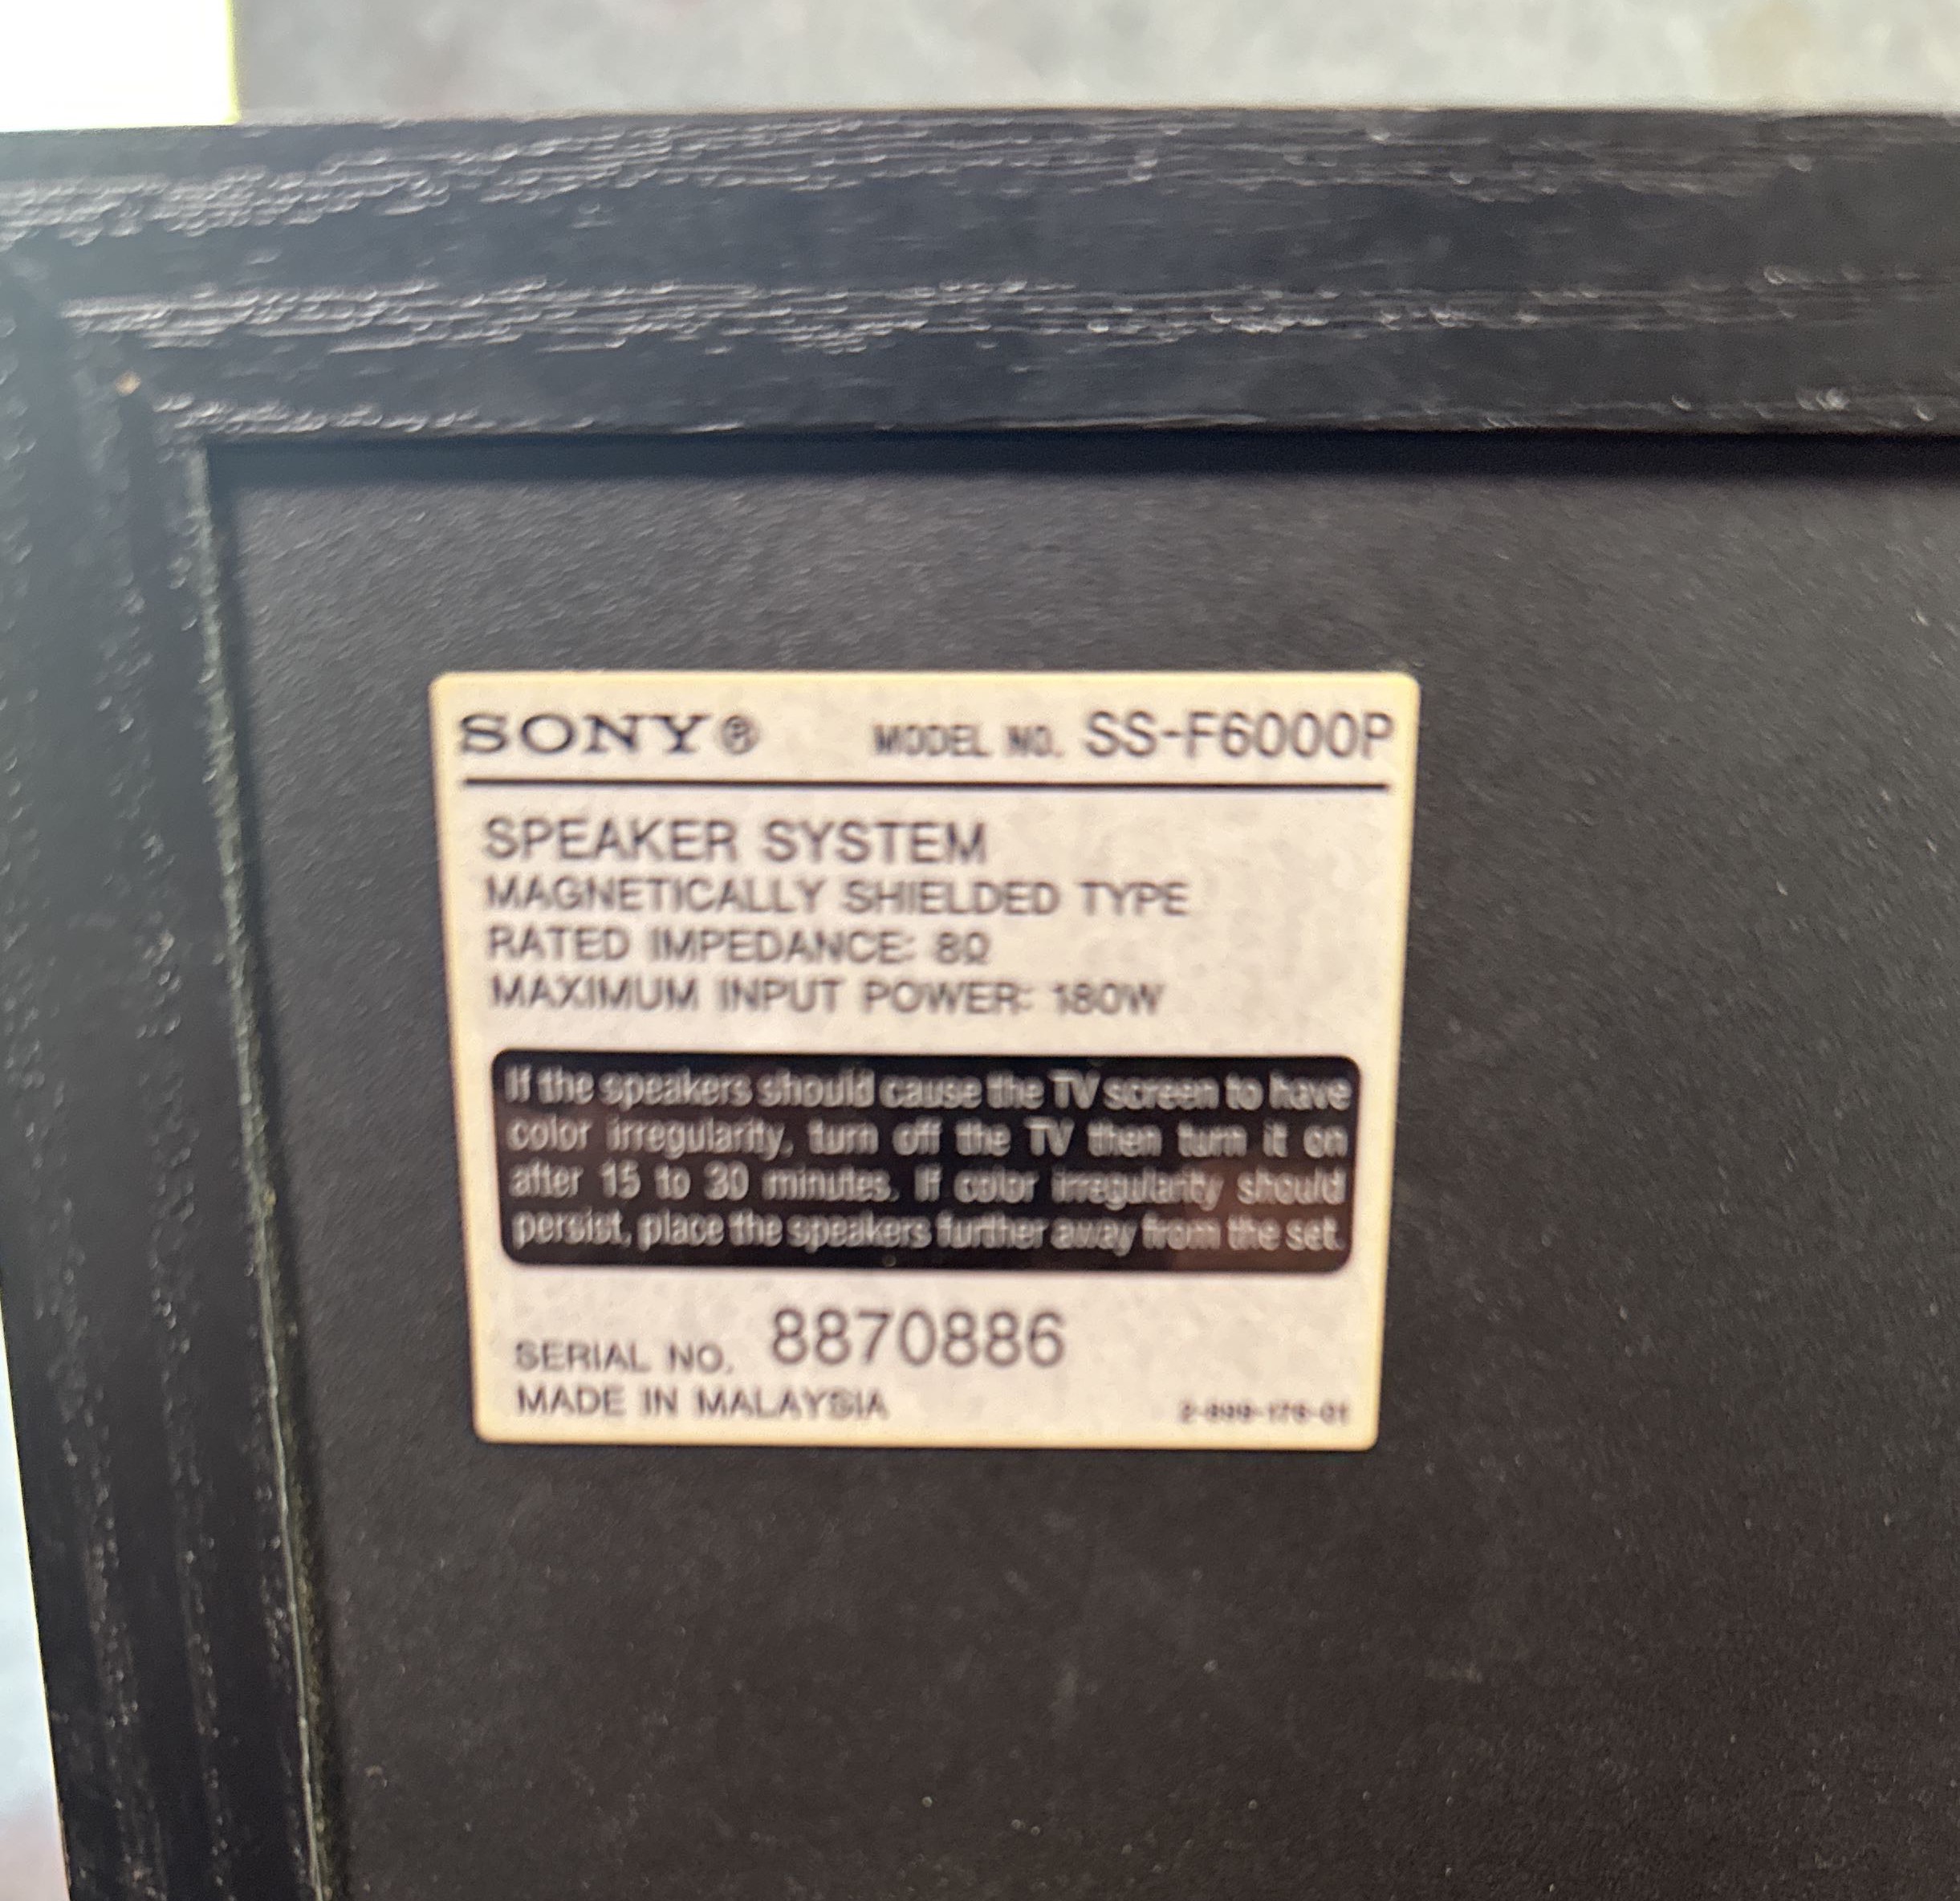 SONY® MODEL NO. SS-F6000P
SPEAKER SYSTEM
MAGNETICALLY SHIELDED TYPE
RATED IMPEDANCE: 8Ω
MAXIMUM INPUT POWER: 180W
If the speakers should cause the TV screen to have
color irregularity, turn off the TV then turn it on
after 15 to 30 minutes. If color irregularity should
persist, place the speakers further away from the set.
SERIAL NO. 8870886
MADE IN MALAYSIA